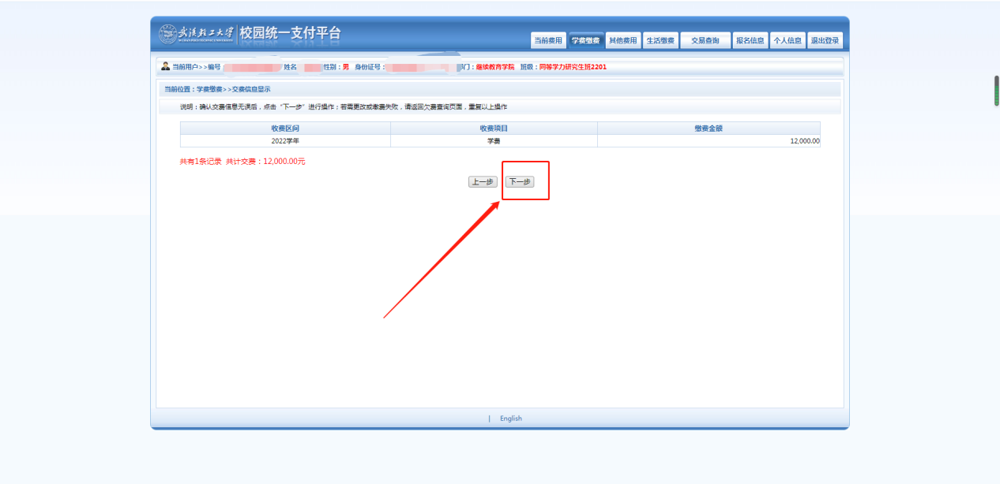 武汉轻工大学 校园统一支付平台
当前费用 学费缴费 其他费用 生活缴费 交易查询 报名信息 个人信息 退出登录
当前用户>>编号 姓名 性别：男 身份证号： 部门：继续教育学院 班级：同等学力研究生班2201
当前位置：学费缴费>>交费信息显示
说明：确认交费信息无误后，点击“下一步”进行操作；若需更改或缴费失败，请返回欠费查询页面，重复以上操作
收费区间 收费项目 缴费金额
2022学年 学费 12,000.00
共有1条记录 共计交费：12,000.00元
上一步 下一步
| English